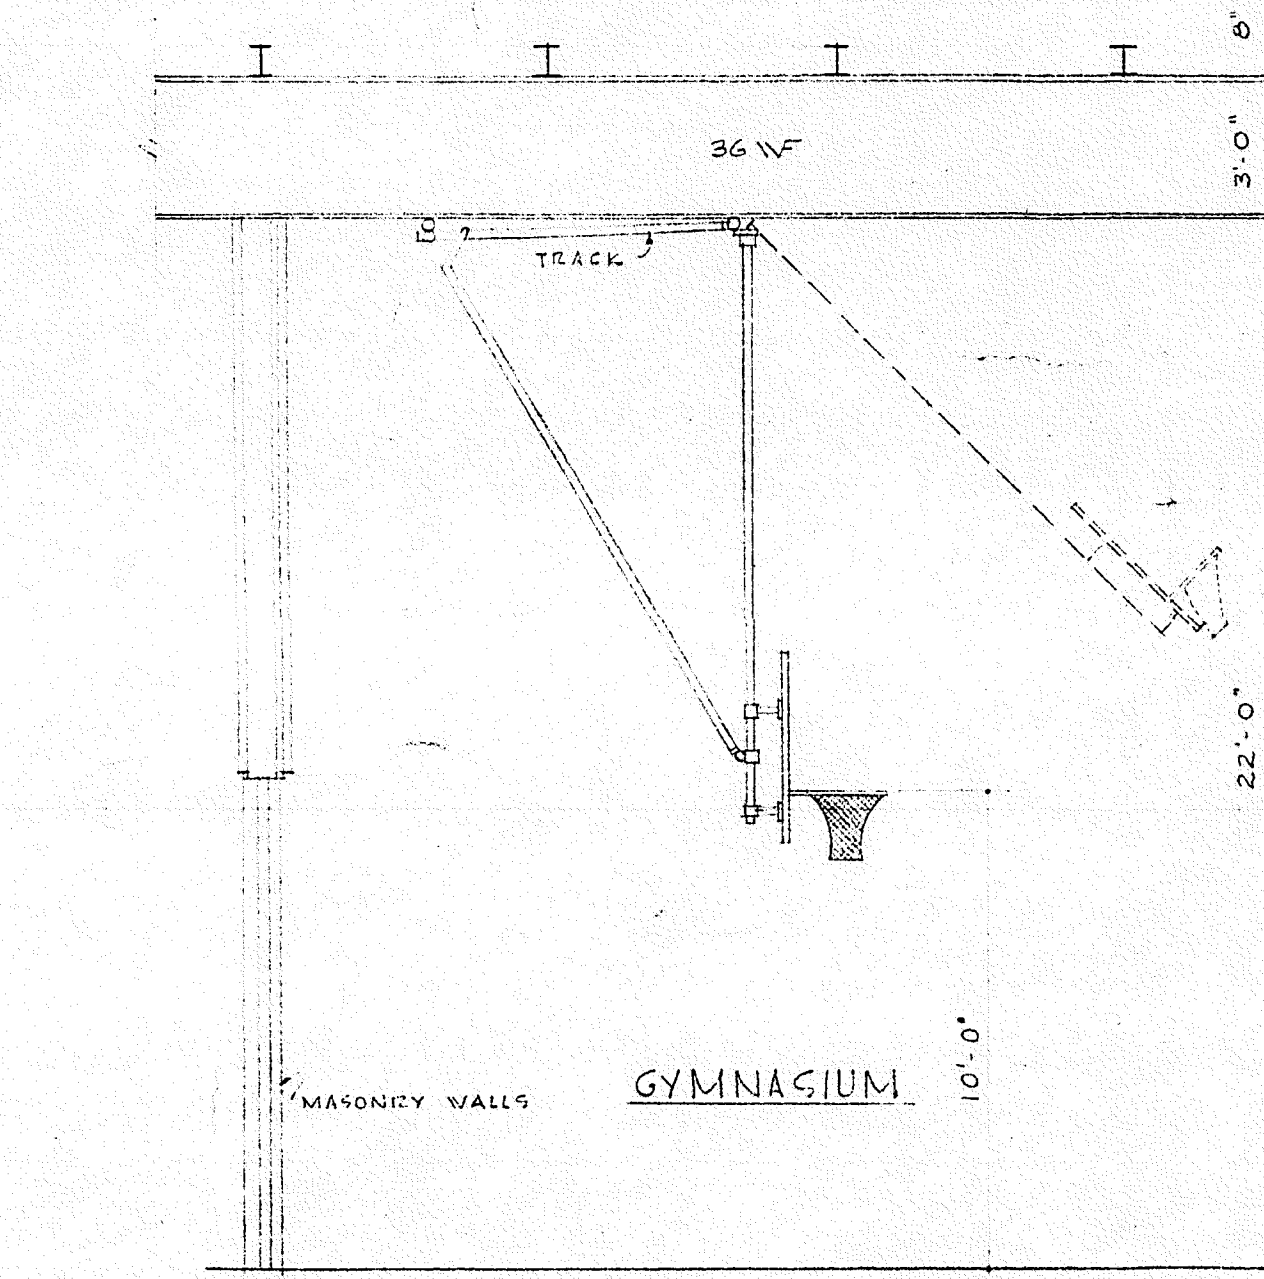 8"
36 WF
3'-0"
TRACK
22'-0"
10'-0"
GYMNASIUM
MASONRY WALLS